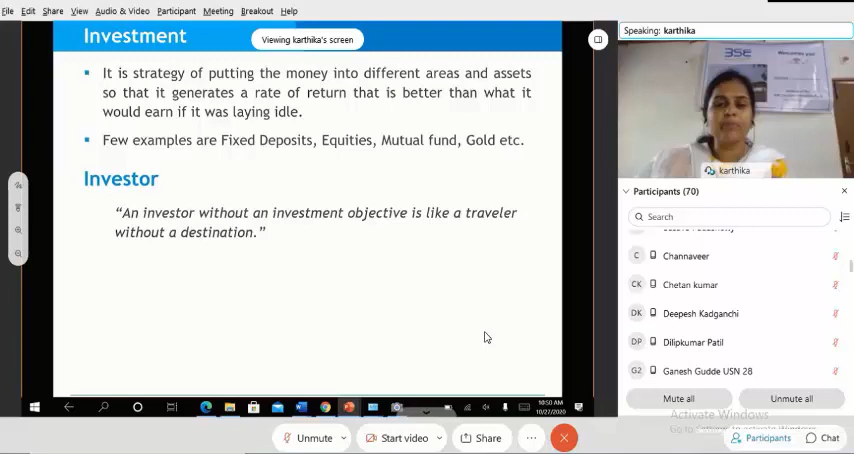 File Edit Share View Audio & Video Participant Meeting Breakout Help
Investment
Viewing karthika's screen
▪ It is strategy of putting the money into different areas and assets
so that it generates a rate of return that is better than what it
would earn if it was laying idle.
▪ Few examples are Fixed Deposits, Equities, Mutual fund, Gold etc.
Investor
“An investor without an investment objective is like a traveler
without a destination.”
10:50 AM
10/27/2020
Unmute
Start video
Share
Speaking: karthika
BSE
karthika
Participants (70)
Search
C Channaveer
CK Chetan kumar
DK Deepesh Kadganchi
DP Dilipkumar Patil
G2 Ganesh Gudde USN 28
Mute all Unmute all
Activate Windows
Participants Chat